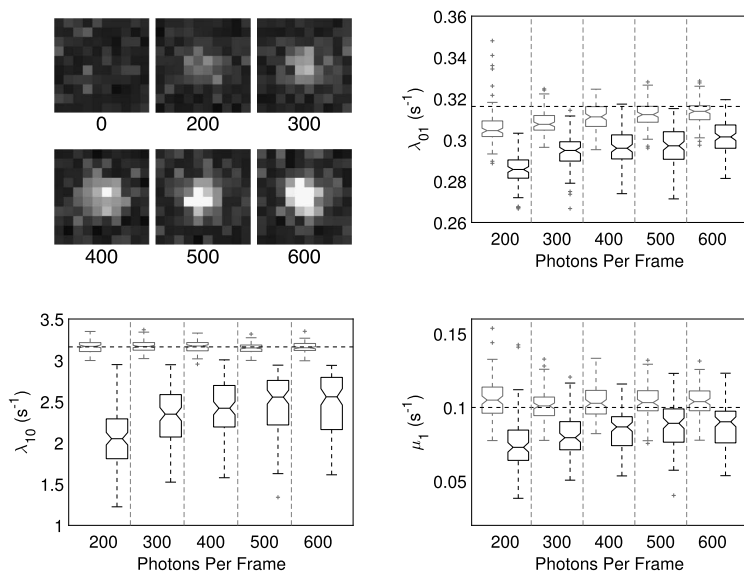 0 200 300
400 500 600
0.36
0.34
0.32
0.3
0.28
0.26
λ01 (s-1)
200 300 400 500 600
Photons Per Frame
3.5
3
2.5
2
1.5
1
λ10 (s-1)
200 300 400 500 600
Photons Per Frame
0.15
0.1
0.05
μ1 (s-1)
200 300 400 500 600
Photons Per Frame